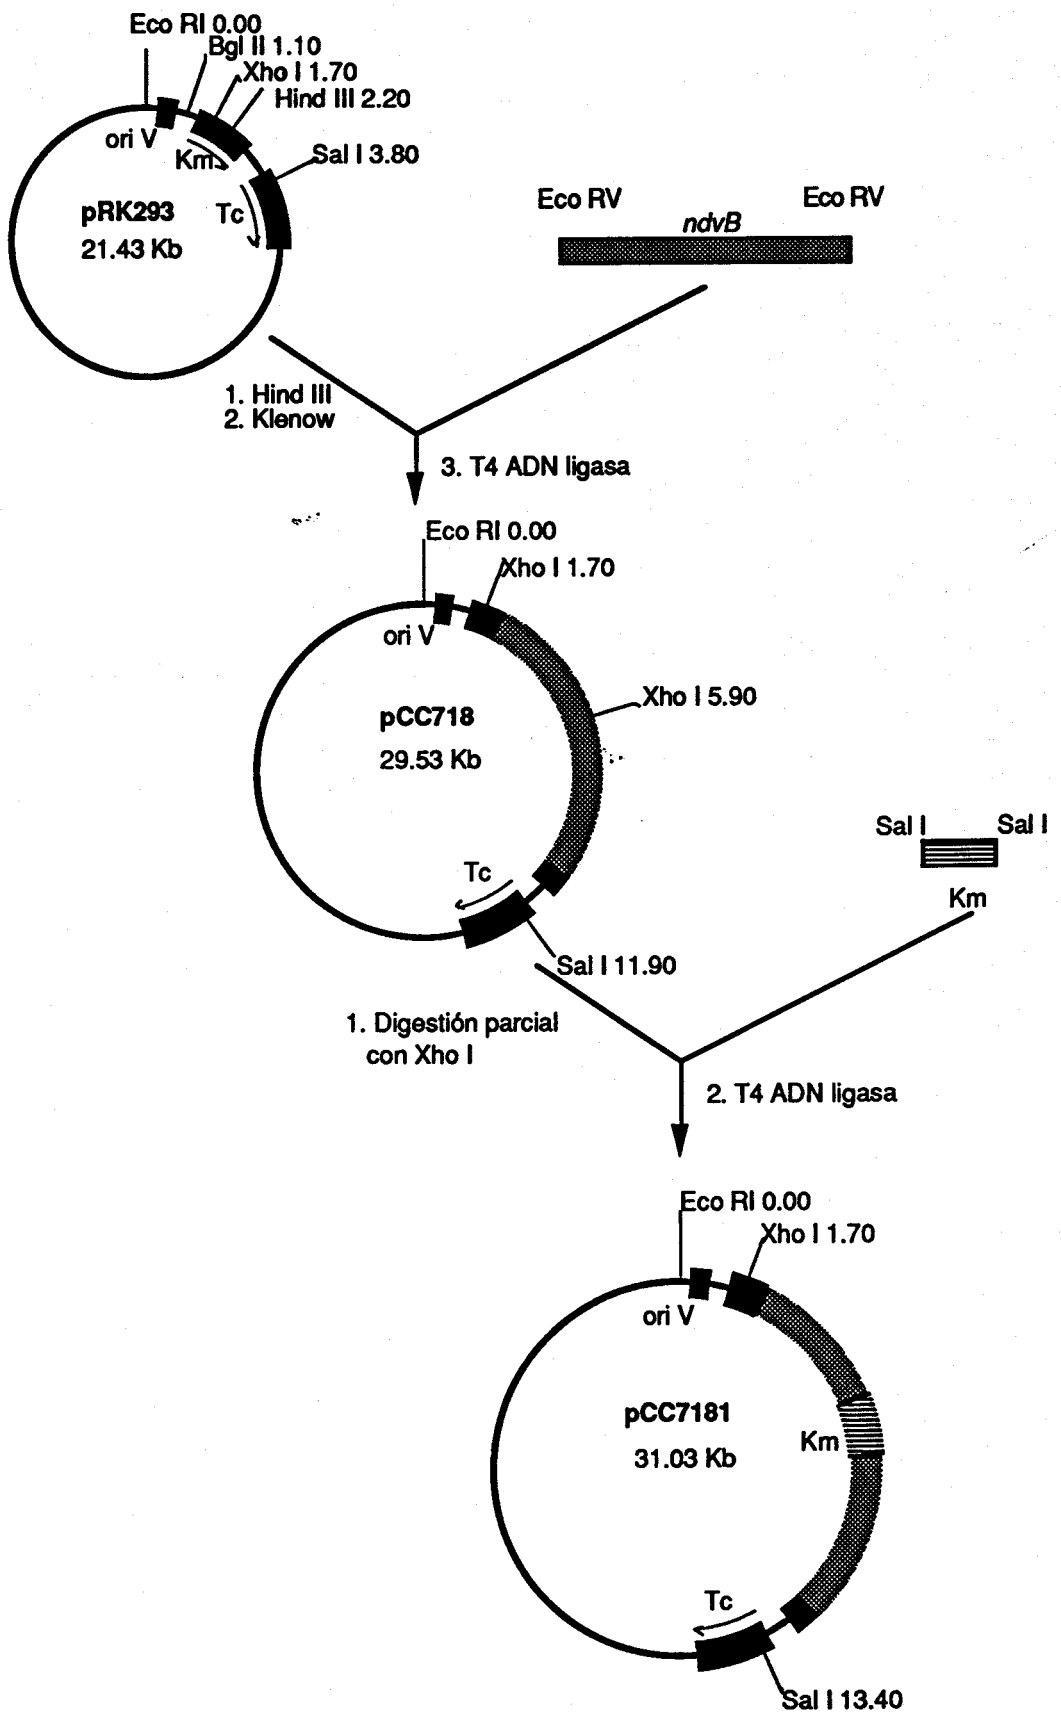 Eco RI 0.00
Bgl II 1.10
Xho I 1.70
Hind III 2.20
ori V
Km
Sal I 3.80
pRK293
Tc
21.43 Kb
Eco RV
Eco RV
ndvB
1. Hind III
2. Klenow
3. T4 ADN ligasa
Eco RI 0.00
Xho I 1.70
ori V
Xho I 5.90
pCC718
29.53 Kb
Sal I
Sal I
Km
Tc
Sal I 11.90
1. Digestión parcial
con Xho I
2. T4 ADN ligasa
Eco RI 0.00
Xho I 1.70
ori V
pCC7181
Km
31.03 Kb
Tc
Sal I 13.40